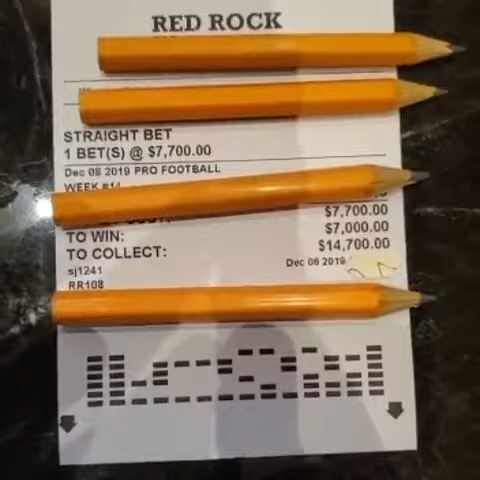 RED ROCK
STRAIGHT BET
1 BET(S) @ $7,700.00
Dec 08 2019 PRO FOOTBALL
WEEK #14
$7,700.00
TO WIN: $7,000.00
TO COLLECT: $14,700.00
sj1241 Dec 06 2019
RR108